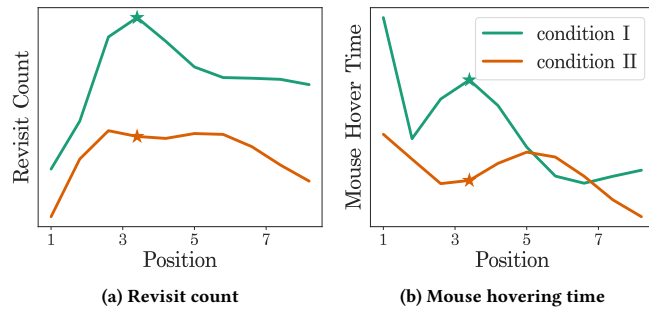 Revisit Count
1 3 5 7
Position
(a) Revisit count
condition I
condition II
Mouse Hover Time
1 3 5 7
Position
(b) Mouse hovering time